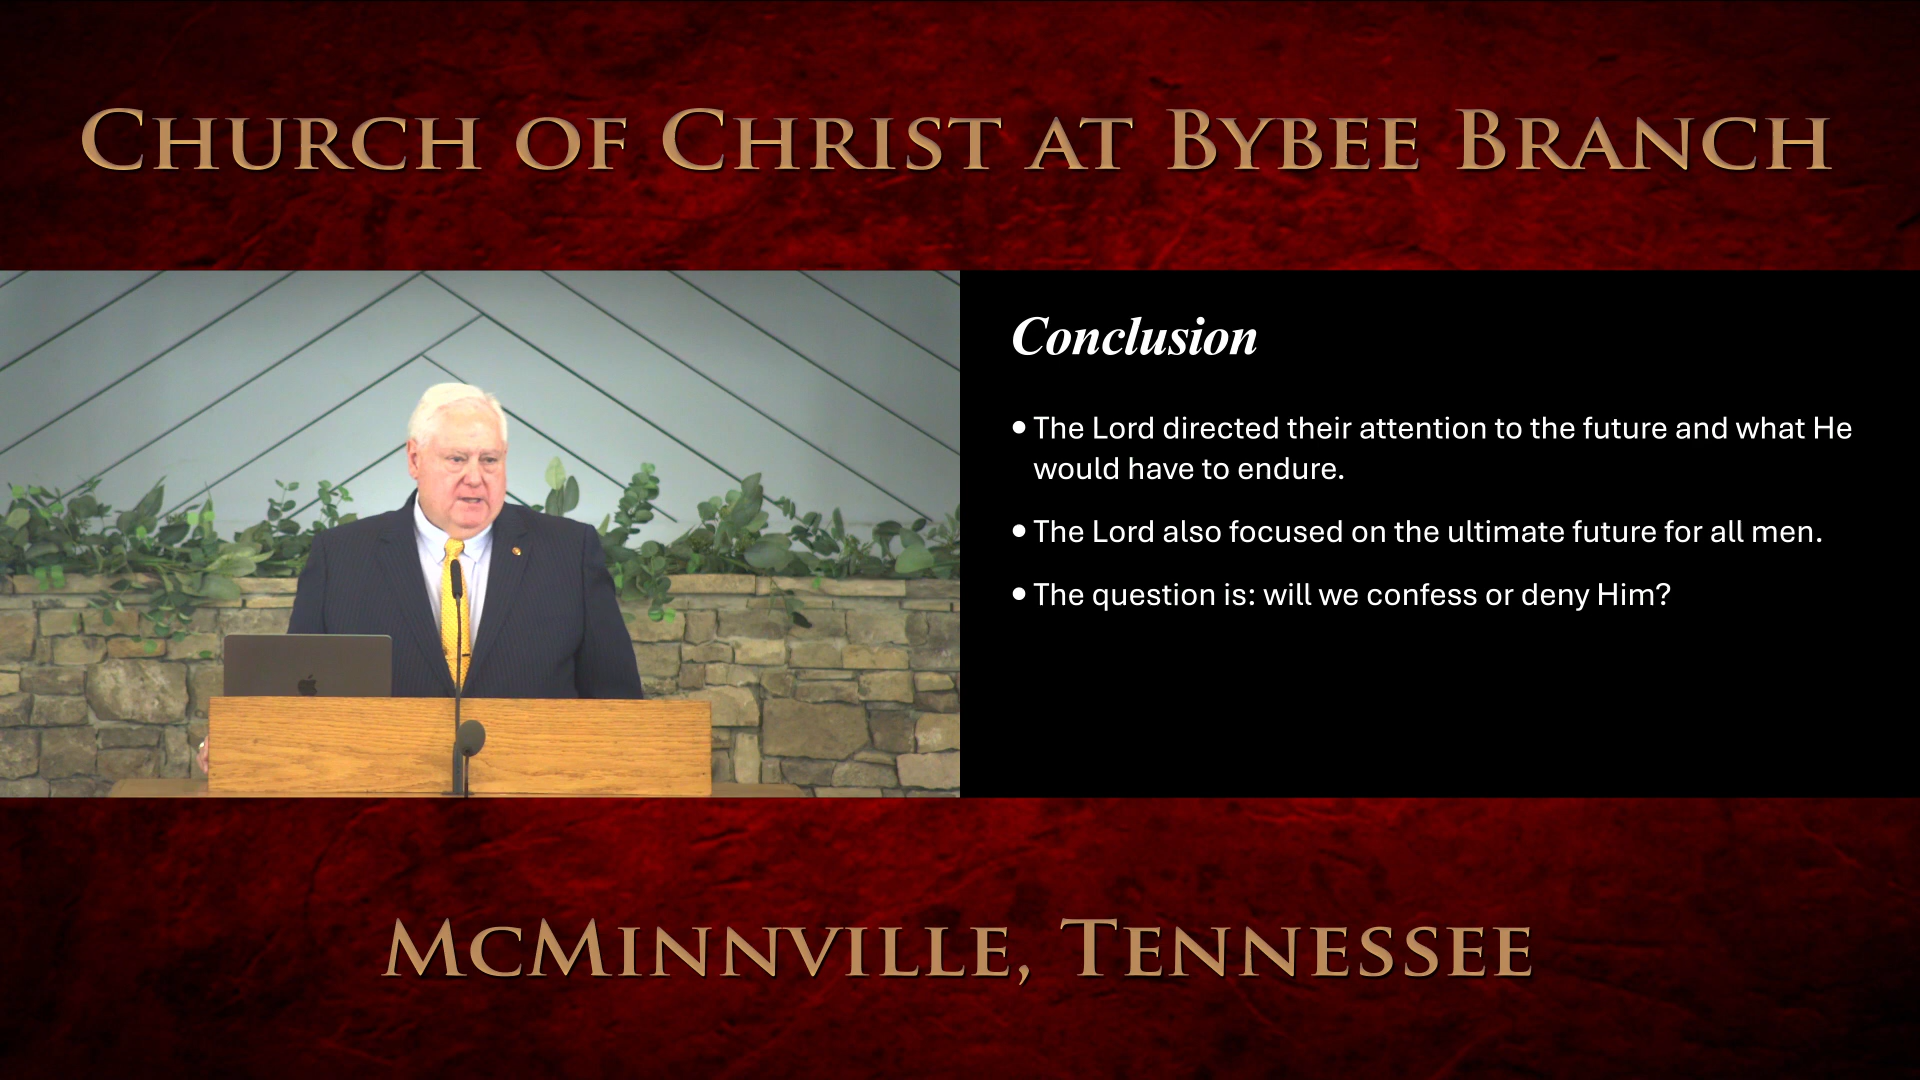 Church of Christ at Bybee Branch
Conclusion
• The Lord directed their attention to the future and what He
would have to endure.
• The Lord also focused on the ultimate future for all men.
• The question is: will we confess or deny Him?
McMinnville, Tennessee